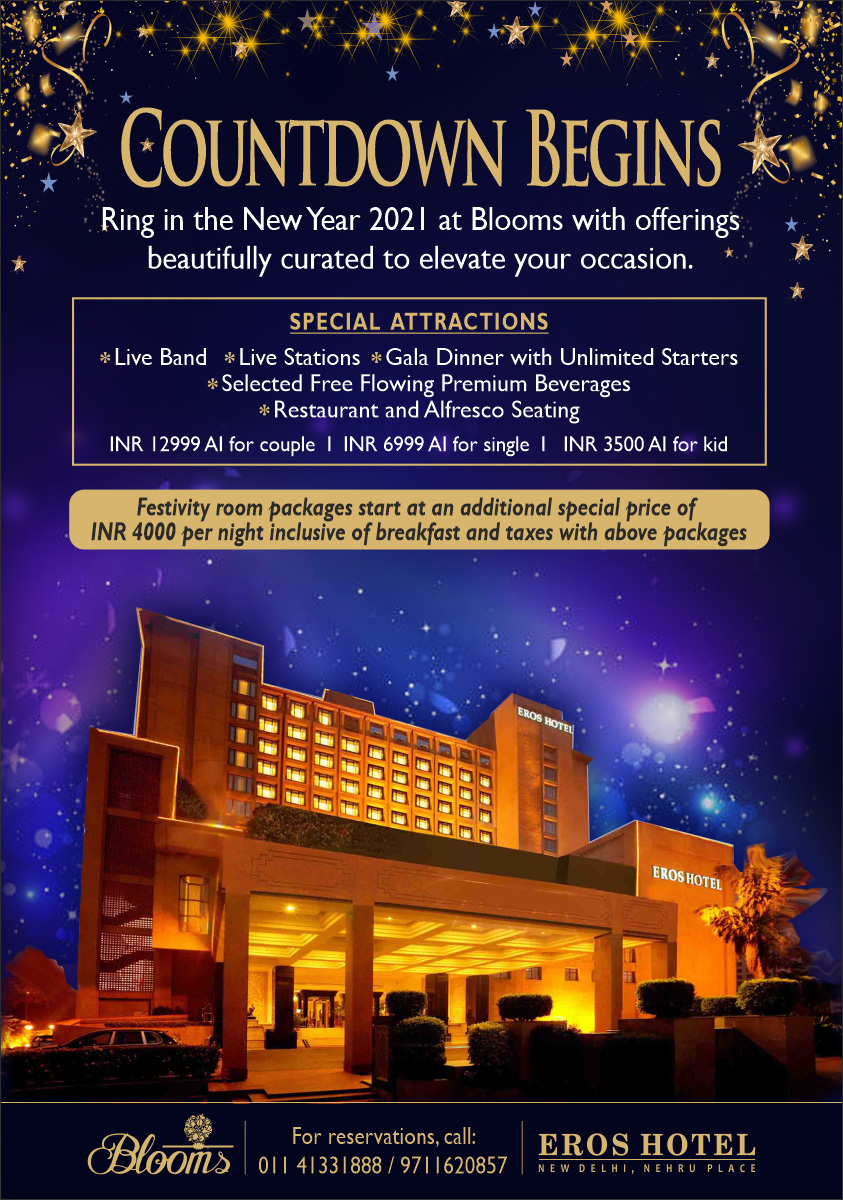 COUNTDOWN BEGINS
Ring in the New Year 2021 at Blooms with offerings
beautifully curated to elevate your occasion.
SPECIAL ATTRACTIONS
*Live Band *Live Stations *Gala Dinner with Unlimited Starters
*Selected Free Flowing Premium Beverages
*Restaurant and Alfresco Seating
INR 12999 AI for couple I INR 6999 AI for single I INR 3500 AI for kid
Festivity room packages start at an additional special price of
INR 4000 per night inclusive of breakfast and taxes with above packages
EROS HOTEL
EROS HOTEL
Blooms
For reservations, call:
011 41331888 / 9711620857
EROS HOTEL
NEW DELHI, NEHRU PLACE